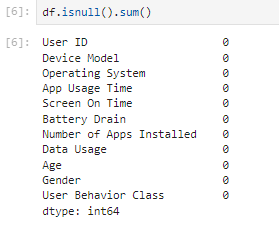 [6]: df.isnull().sum()
[6]: User ID 0
Device Model 0
Operating System 0
App Usage Time 0
Screen On Time 0
Battery Drain 0
Number of Apps Installed 0
Data Usage 0
Age 0
Gender 0
User Behavior Class 0
dtype: int64